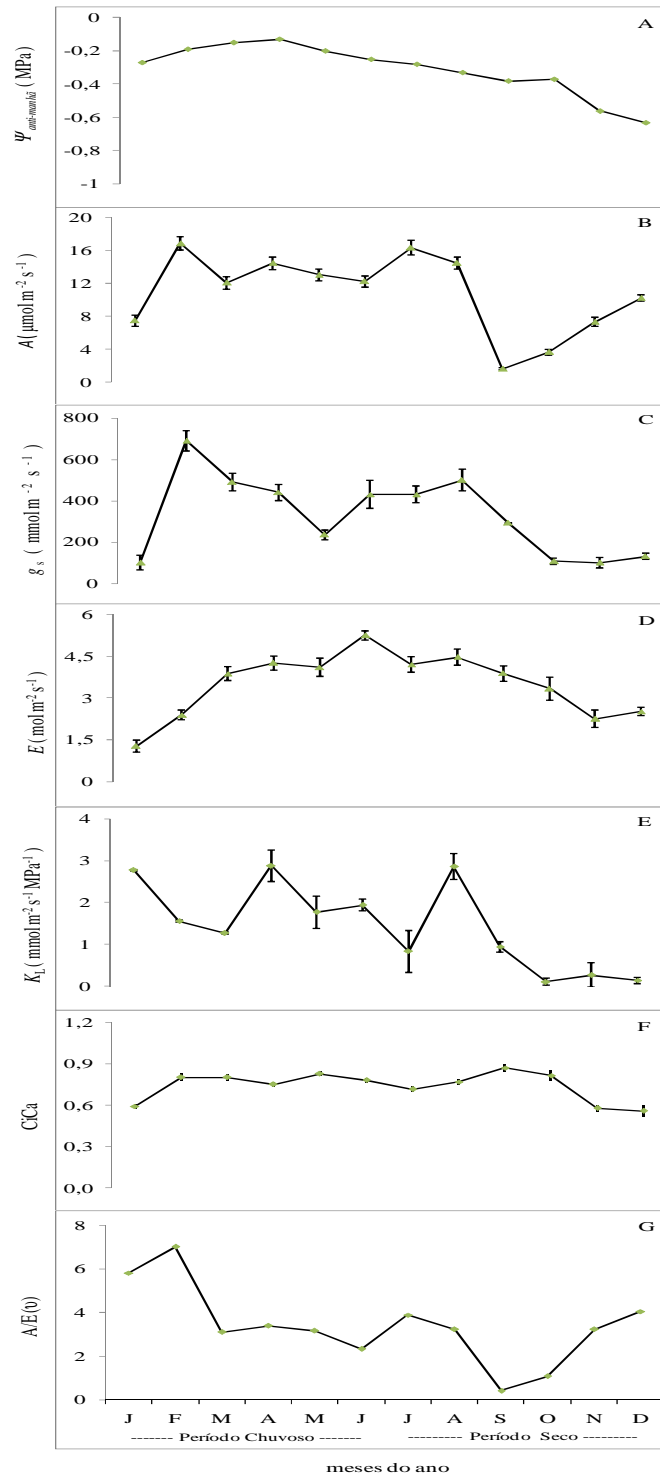 A
Ψanti-manhã ( MPa)
0
-0,2
-0,4
-0,6
-0,8
-1
B
A ( μmol m⁻² s⁻¹)
20
16
12
8
4
0
C
gs ( mmol m⁻² s⁻¹ )
800
600
400
200
0
D
E ( mol m⁻² s⁻¹)
6
4,5
3
1,5
0
E
KL ( mmol m⁻² s⁻¹ MPa⁻¹)
4
3
2
1
0
F
CiCa
1,2
0,9
0,6
0,3
0,0
G
A/E(υ)
8
6
4
2
0
J F M A M J J A S O N D
------- Período Chuvoso ------- --------- Período Seco ---------
meses do ano